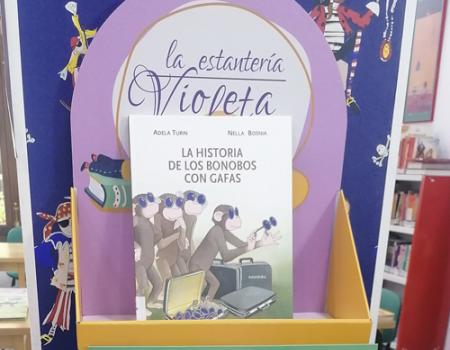 la estantería
Violeta
ADELA TURIN NELLA BOSNIA
LA HISTORIA
DE LOS BONOBOS
CON GAFAS